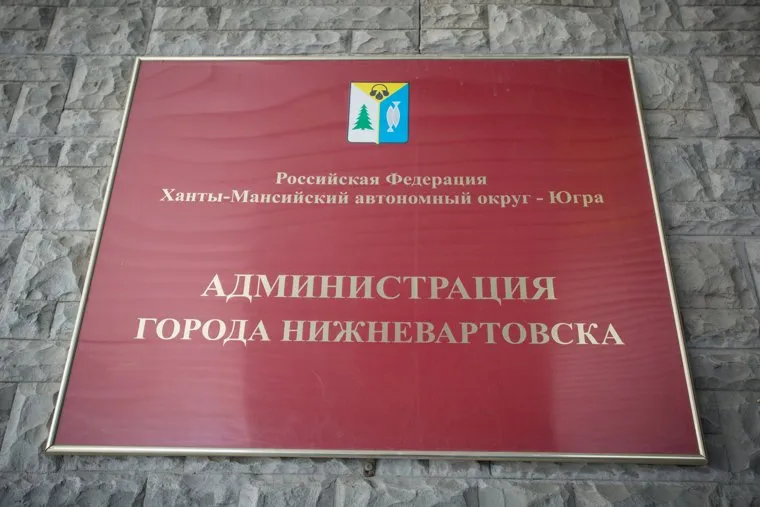 Российская Федерация
Ханты-Мансийский автономный округ - Югра
АДМИНИСТРАЦИЯ
ГОРОДА НИЖНЕВАРТОВСКА